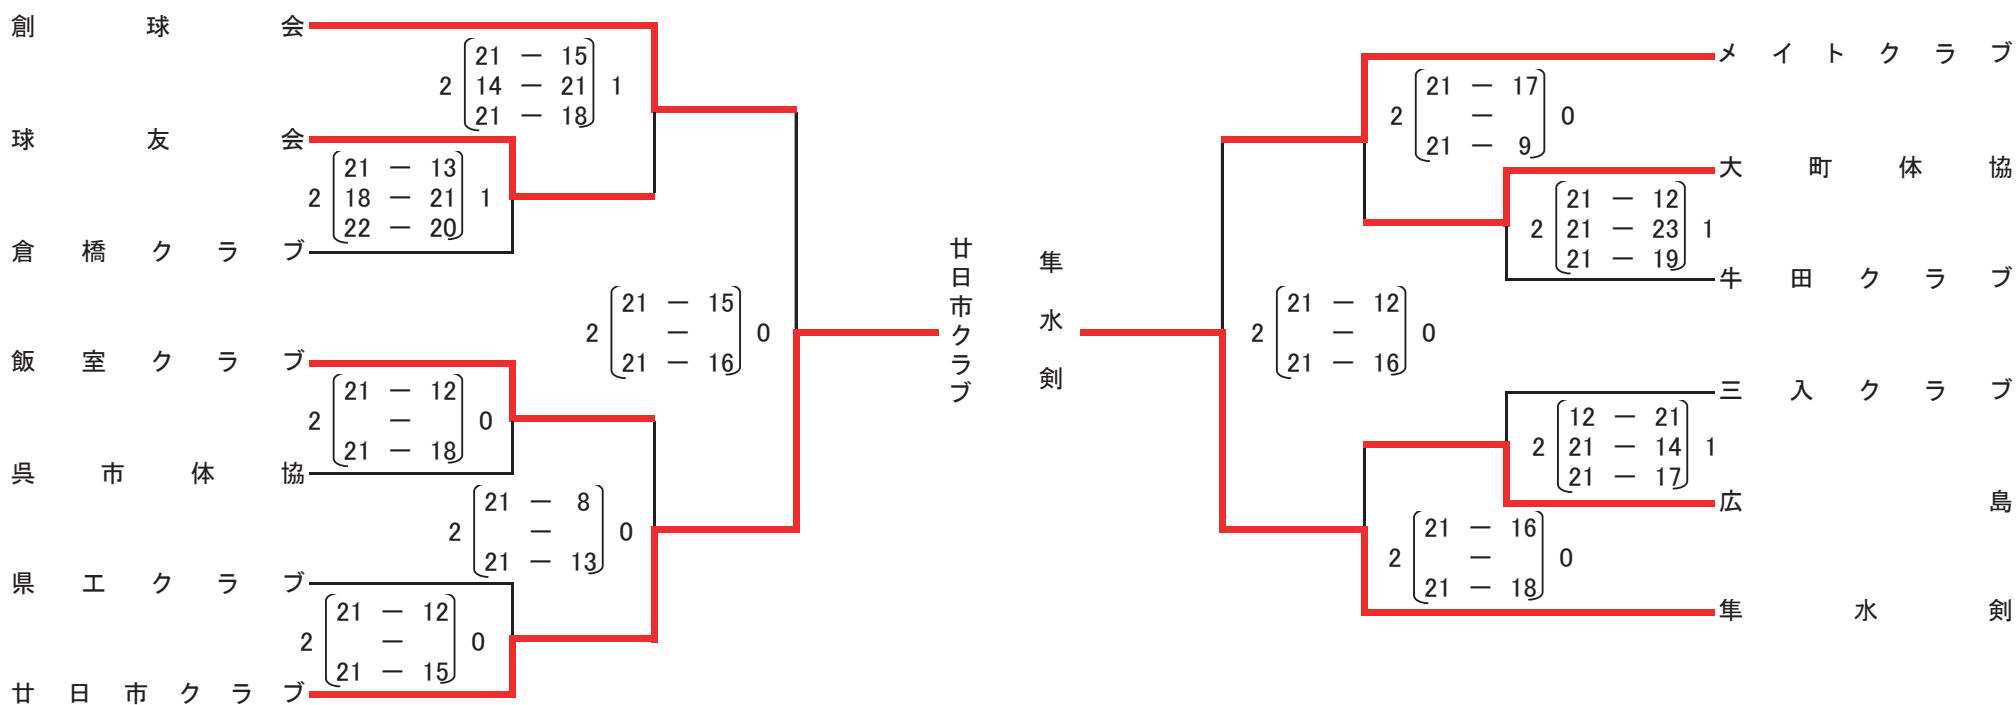 創球会
21 — 15
2 14 — 21 1
21 — 18
球友会
21 — 13
2 18 — 21 1
22 — 20
倉橋クラブ
21 — 15
2 — 0
21 — 16
飯室クラブ
21 — 12
2 — 0
21 — 18
呉市体協
21 — 8
2 — 0
21 — 13
県工クラブ
21 — 12
2 — 0
21 — 15
廿日市クラブ
廿日市クラブ
隼水剣
メイトクラブ
21 — 17
2 — 0
21 — 9
大町体協
21 — 12
2 21 — 23 1
21 — 19
牛田クラブ
21 — 12
2 — 0
21 — 16
三入クラブ
12 — 21
2 21 — 14 1
21 — 17
広島
21 — 16
2 — 0
21 — 18
隼水剣